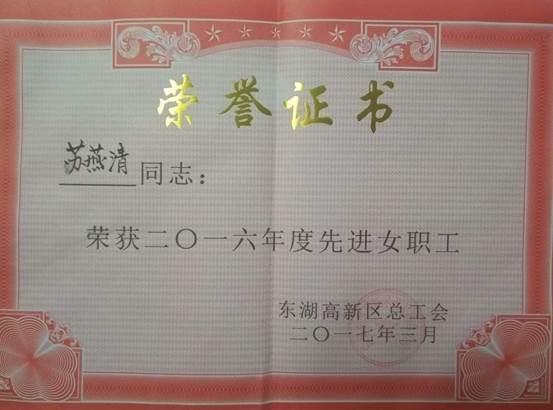 荣誉证书
苏燕清同志：
荣获二〇一六年度先进女职工
东湖高新区总工会
二〇一七年三月